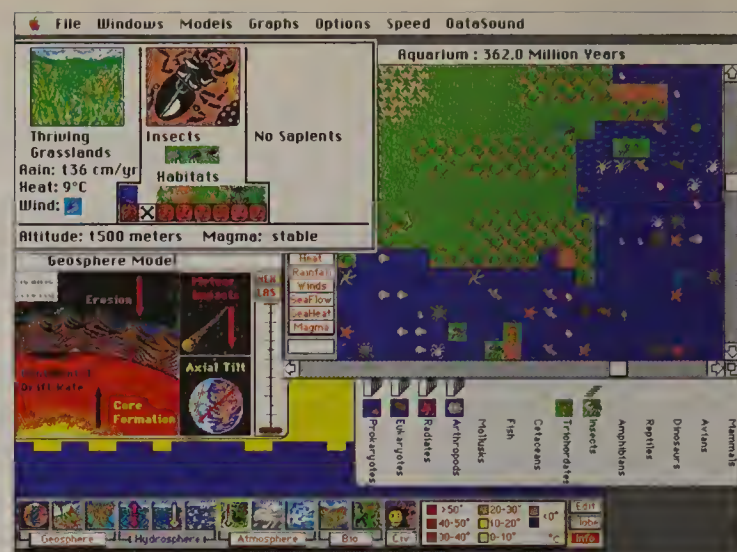 File Windows Models Graphs Options Speed DataSound
Aquarium : 362.0 Million Years
Thriving
Grasslands
Rain: 136 cm/yr
Heat: 9°C
Wind:
Insects
Habitats
No Sapients
Altitude: 1500 meters Magma: stable
Geosphere Model
Erosion
Meteor
Impacts
Drift Rate
Core
Formation
Axial Tilt
Heat
Rainfall
Winds
SeaFlow
SeaHeat
Magma
Prokaryotes
Eukaryotes
Radiates
Arthropods
Mollusks
Fish
Cetaceans
Trichordates
Insects
Amphibians
Reptiles
Dinosaurs
Avians
Mammals
Geosphere Hydrosphere Atmosphere Bio Civ
>50° 20-30° <0°
40-50° 10-20°
30-40° 0-10° °C
Edit
Globe
Info